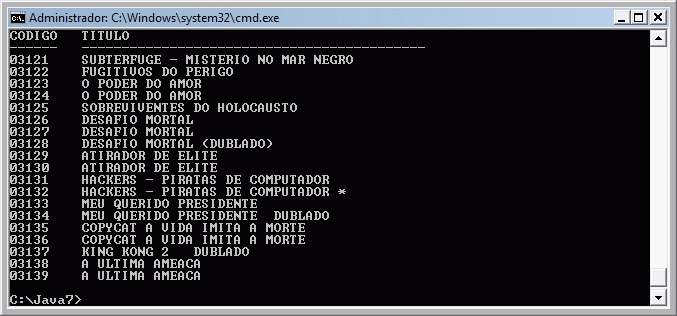 Administrador: C:\Windows\system32\cmd.exe
CODIGO TITULO
------ ------------------------------------------
03121 SUBTERFUGE - MISTERIO NO MAR NEGRO
03122 FUGITIVOS DO PERIGO
03123 O PODER DO AMOR
03124 O PODER DO AMOR
03125 SOBREVIVENTES DO HOLOCAUSTO
03126 DESAFIO MORTAL
03127 DESAFIO MORTAL
03128 DESAFIO MORTAL (DUBLADO)
03129 ATIRADOR DE ELITE
03130 ATIRADOR DE ELITE
03131 HACKERS - PIRATAS DE COMPUTADOR
03132 HACKERS - PIRATAS DE COMPUTADOR *
03133 MEU QUERIDO PRESIDENTE
03134 MEU QUERIDO PRESIDENTE  DUBLADO
03135 COPYCAT A VIDA IMITA A MORTE
03136 COPYCAT A VIDA IMITA A MORTE
03137 KING KONG 2   DUBLADO
03138 A ULTIMA AMEACA
03139 A ULTIMA AMEACA
C:\Java7>